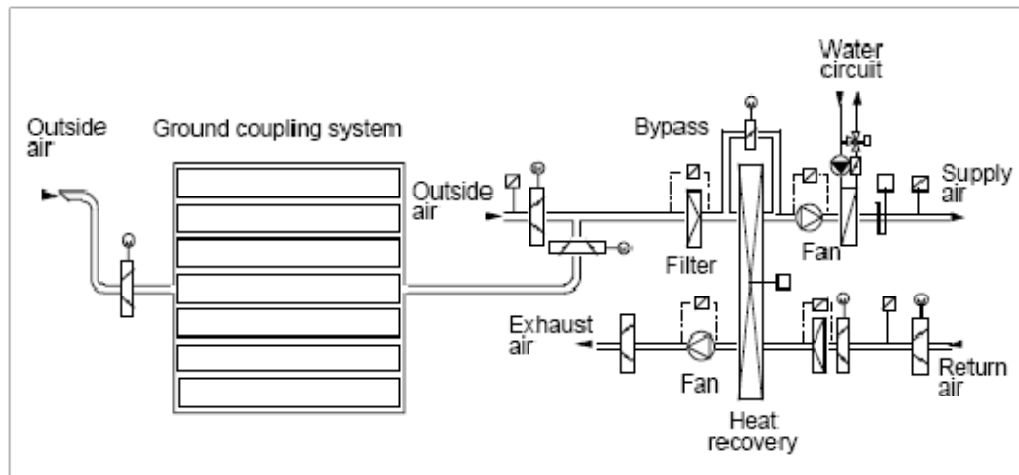 Water
circuit
Outside
air
Ground coupling system
Bypass
Outside
air
Supply
air
Filter
Fan
Exhaust
air
Fan
Return
air
Heat
recovery